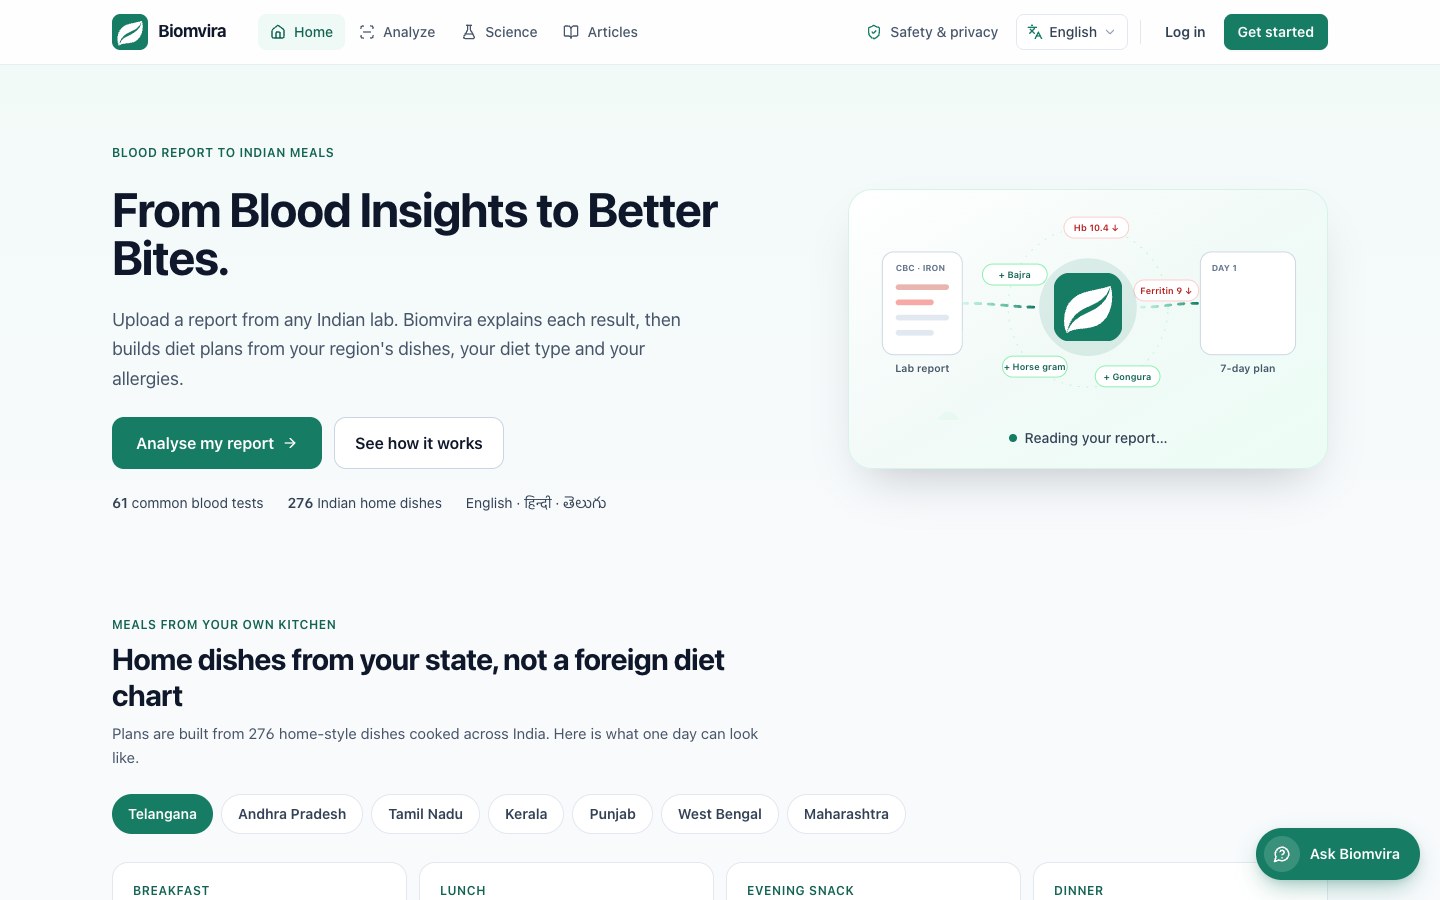 Biomvira
Home
Analyze
Science
Articles
Safety & privacy
English
Log in
Get started
BLOOD REPORT TO INDIAN MEALS
From Blood Insights to Better
Bites.
Upload a report from any Indian lab. Biomvira explains each result, then
builds diet plans from your region's dishes, your diet type and your
allergies.
Analyse my report →
See how it works
61 common blood tests
276 Indian home dishes
English · हिन्दी · తెలుగు
Hb 10.4 ↓
CBC · IRON
+ Bajra
Ferritin 9 ↓
DAY 1
+ Horse gram
+ Gongura
Lab report
7-day plan
Reading your report...
MEALS FROM YOUR OWN KITCHEN
Home dishes from your state, not a foreign diet
chart
Plans are built from 276 home-style dishes cooked across India. Here is what one day can look
like.
Telangana
Andhra Pradesh
Tamil Nadu
Kerala
Punjab
West Bengal
Maharashtra
BREAKFAST
LUNCH
EVENING SNACK
DINNER
Ask Biomvira